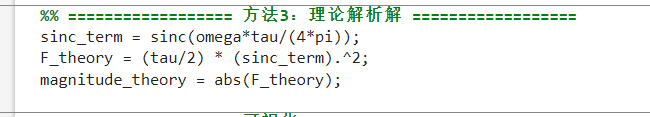 %% ================= 方法3：理论解析解 =================
sinc_term = sinc(omega*tau/(4*pi));
F_theory = (tau/2) * (sinc_term).^2;
magnitude_theory = abs(F_theory);